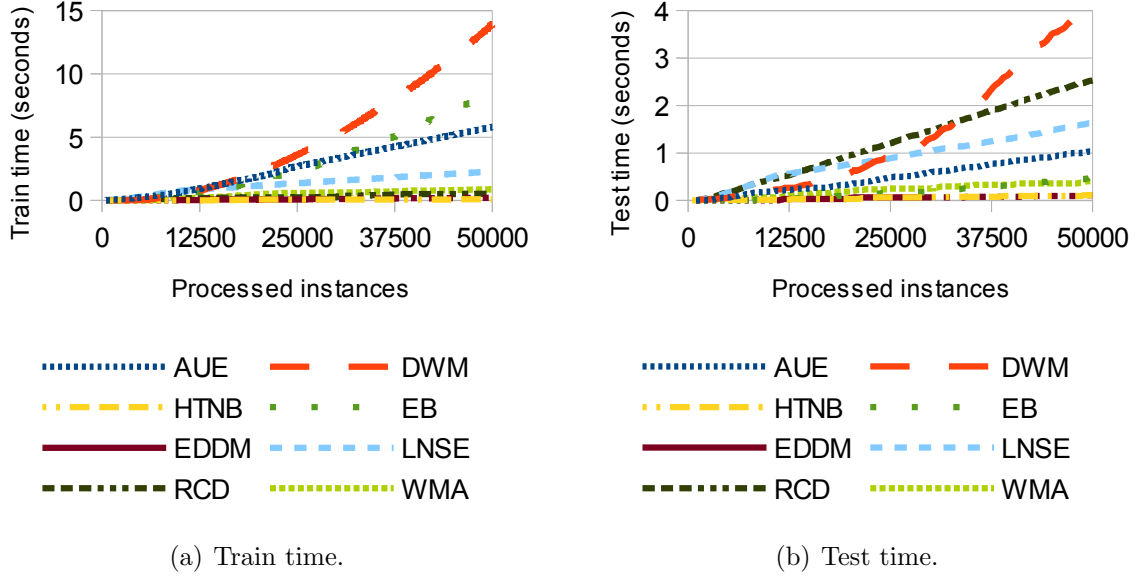 Train time (seconds)
15
10
5
0
0 12500 25000 37500 50000
Processed instances
AUE DWM
HTNB EB
EDDM LNSE
RCD WMA
(a) Train time.
Test time (seconds)
4
3
2
1
0
0 12500 25000 37500 50000
Processed instances
AUE DWM
HTNB EB
EDDM LNSE
RCD WMA
(b) Test time.